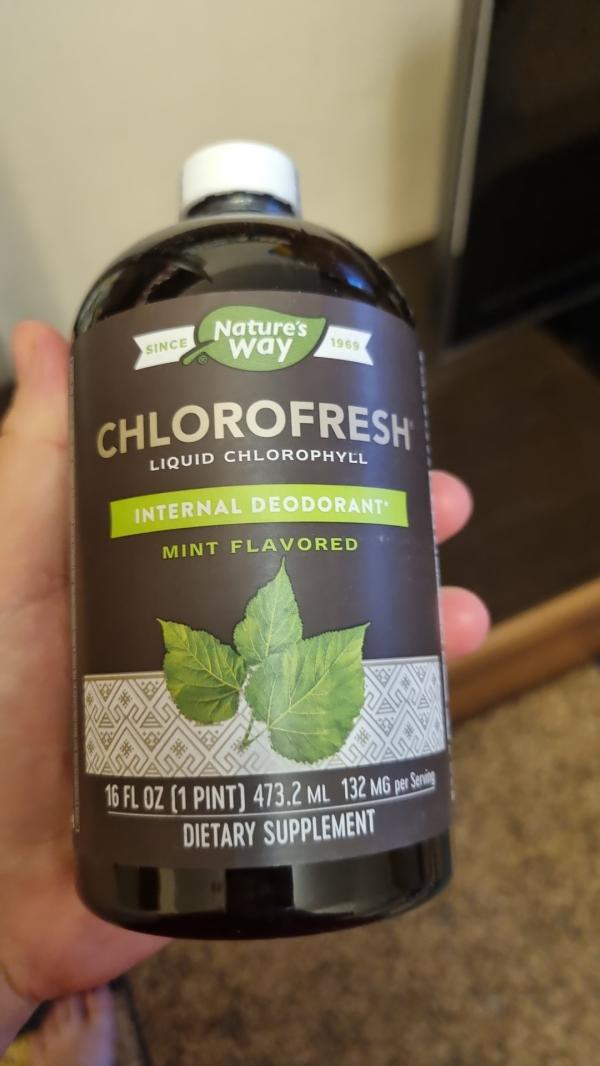 SINCE Nature's Way® 1969
CHLOROFRESH®
LIQUID CHLOROPHYLL
INTERNAL DEODORANT*
MINT FLAVORED
16 FL OZ (1 PINT) 473.2 ML 132 MG per Serving
DIETARY SUPPLEMENT